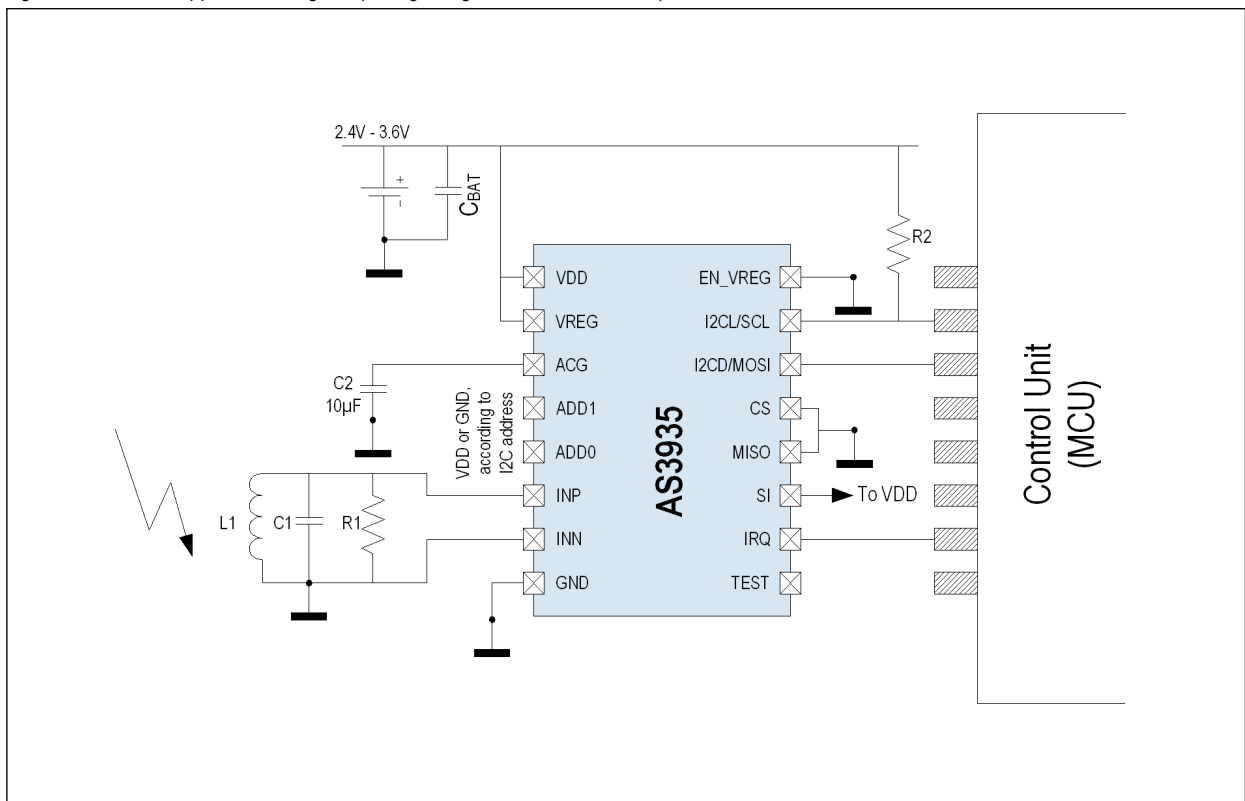 2.4V - 3.6V
+
-
CBAT
R2
VDD
VREG
ACG
ADD1
ADD0
INP
INN
GND
AS3935
EN_VREG
I2CL/SCL
I2CD/MOSI
CS
MISO
SI
IRQ
TEST
To VDD
C2
10µF
VDD or GND,
according to
I2C address
L1
C1
R1
Control Unit
(MCU)